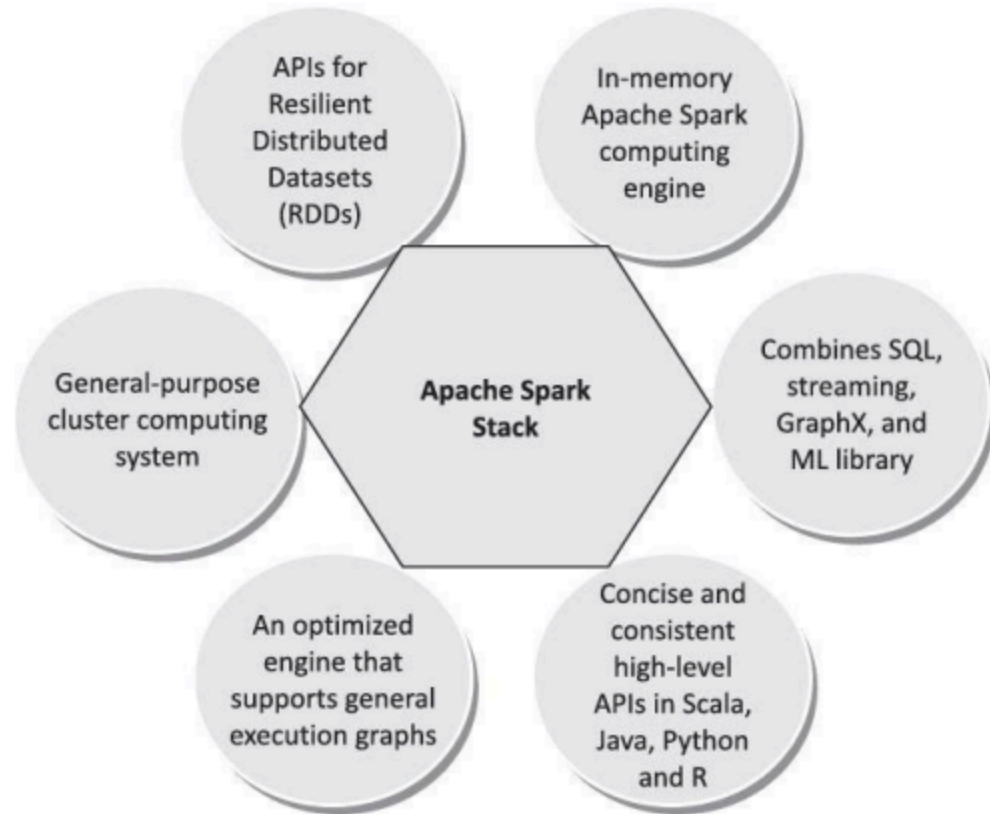 APIs for
Resilient
Distributed
Datasets
(RDDs)
In-memory
Apache Spark
computing
engine
General-purpose
cluster computing
system
Apache Spark
Stack
Combines SQL,
streaming,
GraphX, and
ML library
An optimized
engine that
supports general
execution graphs
Concise and
consistent
high-level
APIs in Scala,
Java, Python
and R